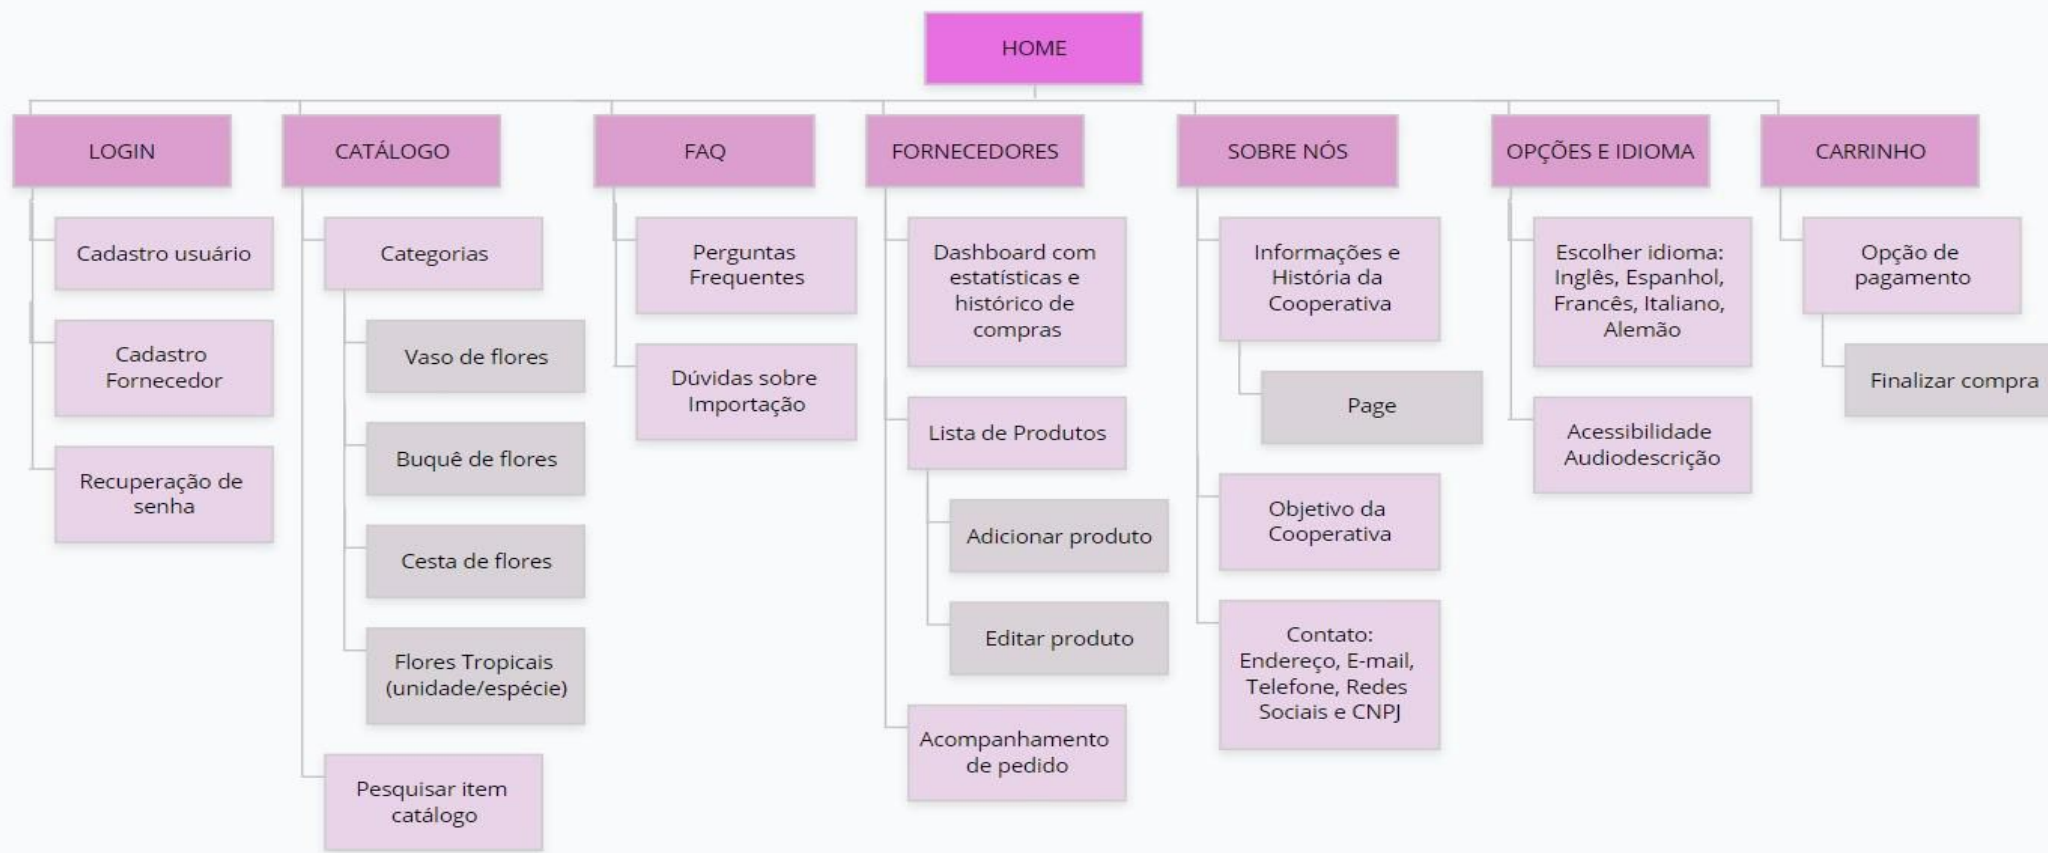 HOME
LOGIN
Cadastro usuário
Cadastro
Fornecedor
Recuperação de
senha
CATÁLOGO
Categorias
Vaso de flores
Buquê de flores
Cesta de flores
Flores Tropicais
(unidade/espécie)
Pesquisar item
catálogo
FAQ
Perguntas
Frequentes
Dúvidas sobre
Importação
FORNECEDORES
Dashboard com
estatísticas e
histórico de
compras
Lista de Produtos
Adicionar produto
Editar produto
Acompanhamento
de pedido
SOBRE NÓS
Informações e
História da
Cooperativa
Page
Objetivo da
Cooperativa
Contato:
Endereço, E-mail,
Telefone, Redes
Sociais e CNPJ
OPÇÕES E IDIOMA
Escolher idioma:
Inglês, Espanhol,
Francês, Italiano,
Alemão
Acessibilidade
Audiodescrição
CARRINHO
Opção de
pagamento
Finalizar compra